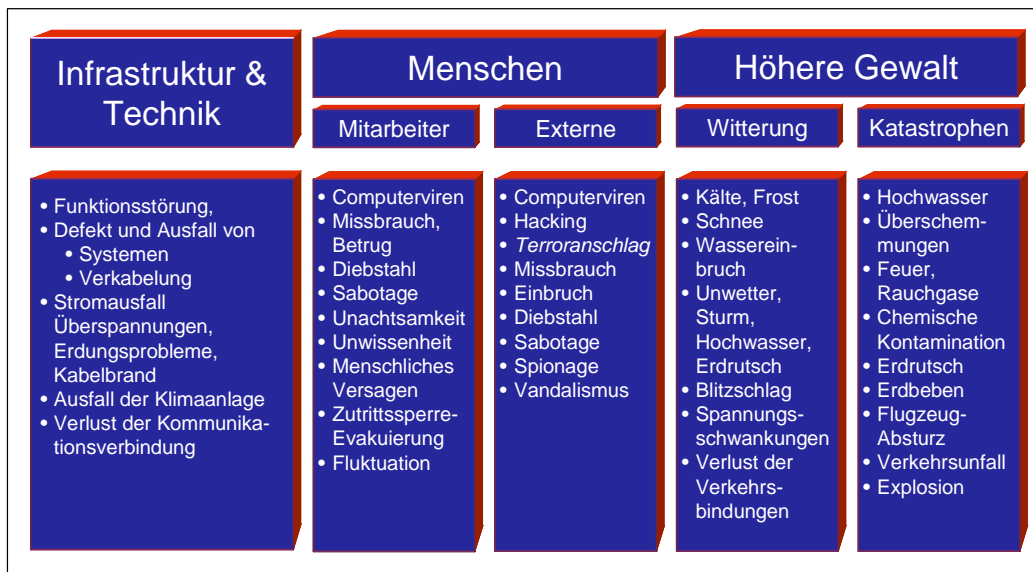 Infrastruktur &
Technik
• Funktionsstörung,
• Defekt und Ausfall von
• Systemen
• Verkabelung
• Stromausfall
Überspannungen,
Erdungsprobleme,
Kabelbrand
• Ausfall der Klimaanlage
• Verlust der Kommunika-
tionsverbindung
Menschen
Mitarbeiter
• Computerviren
• Missbrauch,
Betrug
• Diebstahl
• Sabotage
• Unachtsamkeit
• Unwissenheit
• Menschliches
Versagen
• Zutrittssperre-
Evakuierung
• Fluktuation
Externe
• Computerviren
• Hacking
• Terroranschlag
• Missbrauch
• Einbruch
• Diebstahl
• Sabotage
• Spionage
• Vandalismus
Höhere Gewalt
Witterung
• Kälte, Frost
• Schnee
• Wasserein-
bruch
• Unwetter,
Sturm,
Hochwasser,
Erdrutsch
• Blitzschlag
• Spannungs-
schwankungen
• Verlust der
Verkehrs-
bindungen
Katastrophen
• Hochwasser
• Überschem-
mungen
• Feuer,
Rauchgase
• Chemische
Kontamination
• Erdrutsch
• Erdbeben
• Flugzeug-
Absturz
• Verkehrsunfall
• Explosion